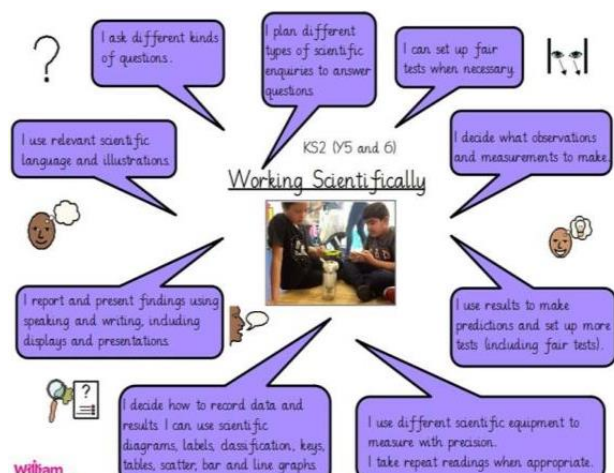 ?
I ask different kinds
of questions.
I plan different
types of scientific
enquiries to answer
questions.
I can set up fair
tests when necessary.
I use relevant scientific
language and illustrations.
KS2 (Y5 and 6)
Working Scientifically
I decide what observations
and measurements to make.
I report and present findings using
speaking and writing, including
displays and presentations.
I use results to make
predictions and set up more
tests (including fair tests).
?
I decide how to record data and
results. I can use scientific
diagrams, labels, classification, keys,
tables, scatter, bar and line graphs.
I use different scientific equipment to
measure with precision.
I take repeat readings when appropriate.
William